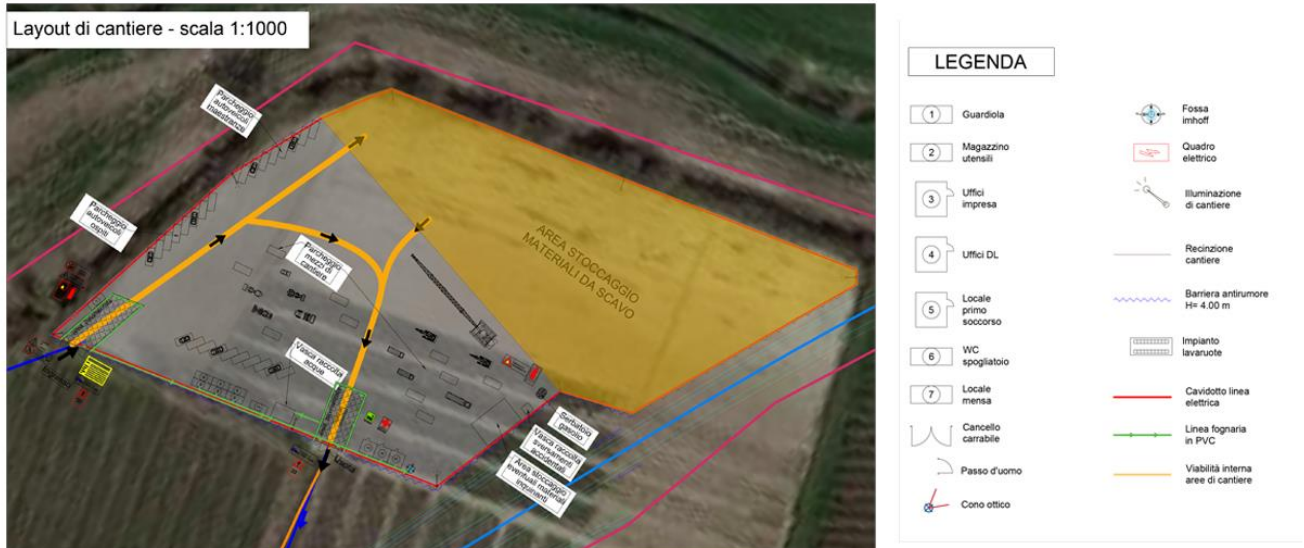 Layout di cantiere - scala 1:1000
Parcheggio
autoveicoli
maestranze
Parcheggio
autoveicoli
ospiti
Parcheggio
mezzi di
cantiere
AREA STOCCAGGIO
MATERIALI DA SCAVO
Vasca raccolta
acque
Ingresso
Uscita
Serbatoio
gasolio
Vasca raccolta
sversamenti
accidentali
Area stoccaggio
eventuali materiali
inquinanti
LEGENDA
1 Guardiola
2 Magazzino
utensili
3 Uffici
impresa
4 Uffici DL
5 Locale
primo
soccorso
6 WC
spogliatoio
7 Locale
mensa
Cancello
carrabile
Passo d'uomo
Cono ottico
Fossa
imhoff
Quadro
elettrico
Illuminazione
di cantiere
Recinzione
cantiere
Barriera antirumore
H= 4.00 m
Impianto
lavaruote
Cavidotto linea
elettrica
Linea fognaria
in PVC
Viabilità interna
aree di cantiere